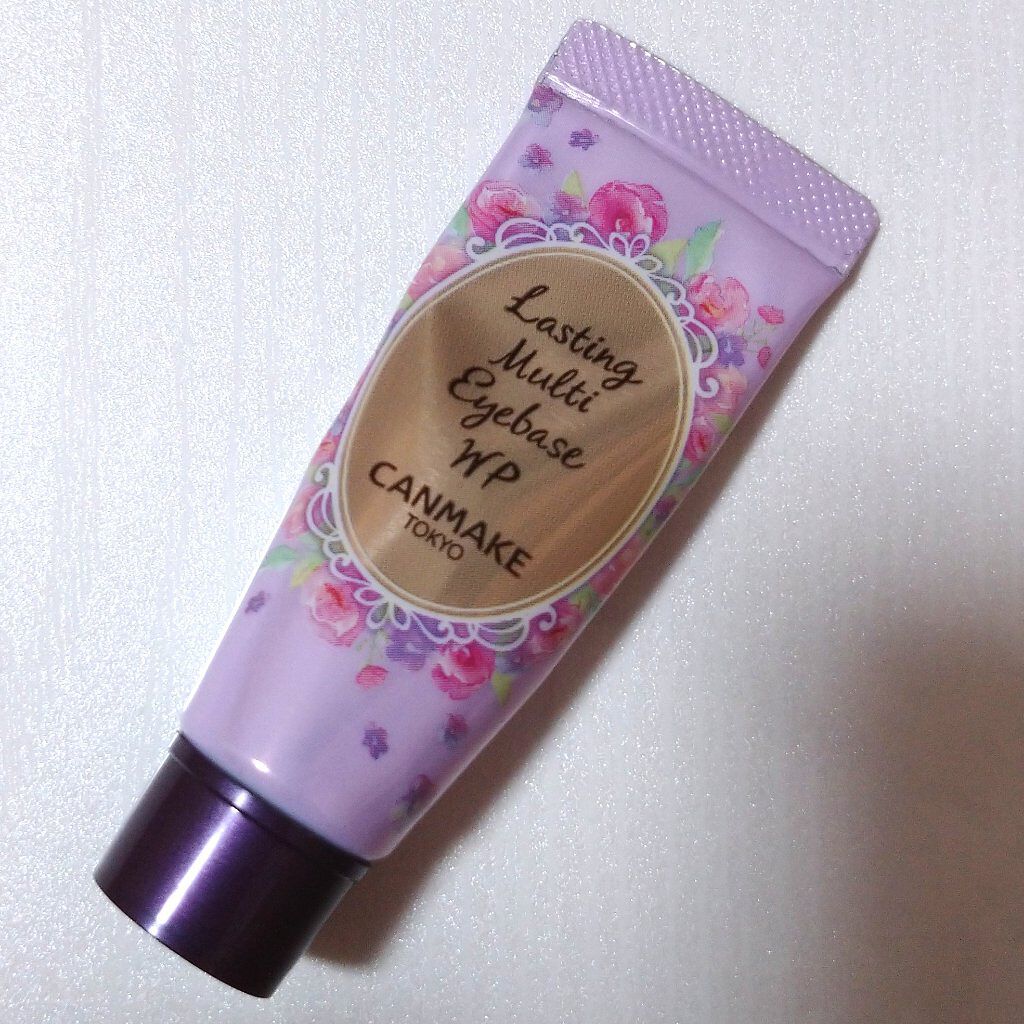 Lasting
Multi
Eyebase
WP
CANMAKE
TOKYO